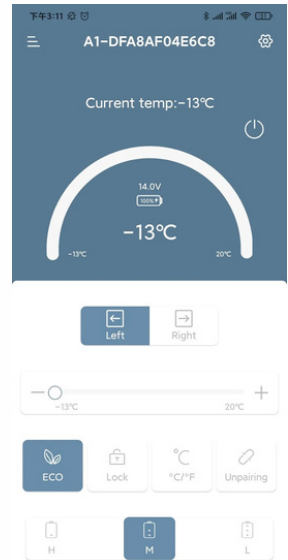 下午3:11
A1-DFA8AF04E6C8
Current temp:-13℃
14.0V
100%
-13℃
-13℃ 20℃
Left Right
-13℃ 20℃
ECO Lock °C/°F Unpairing
H M L